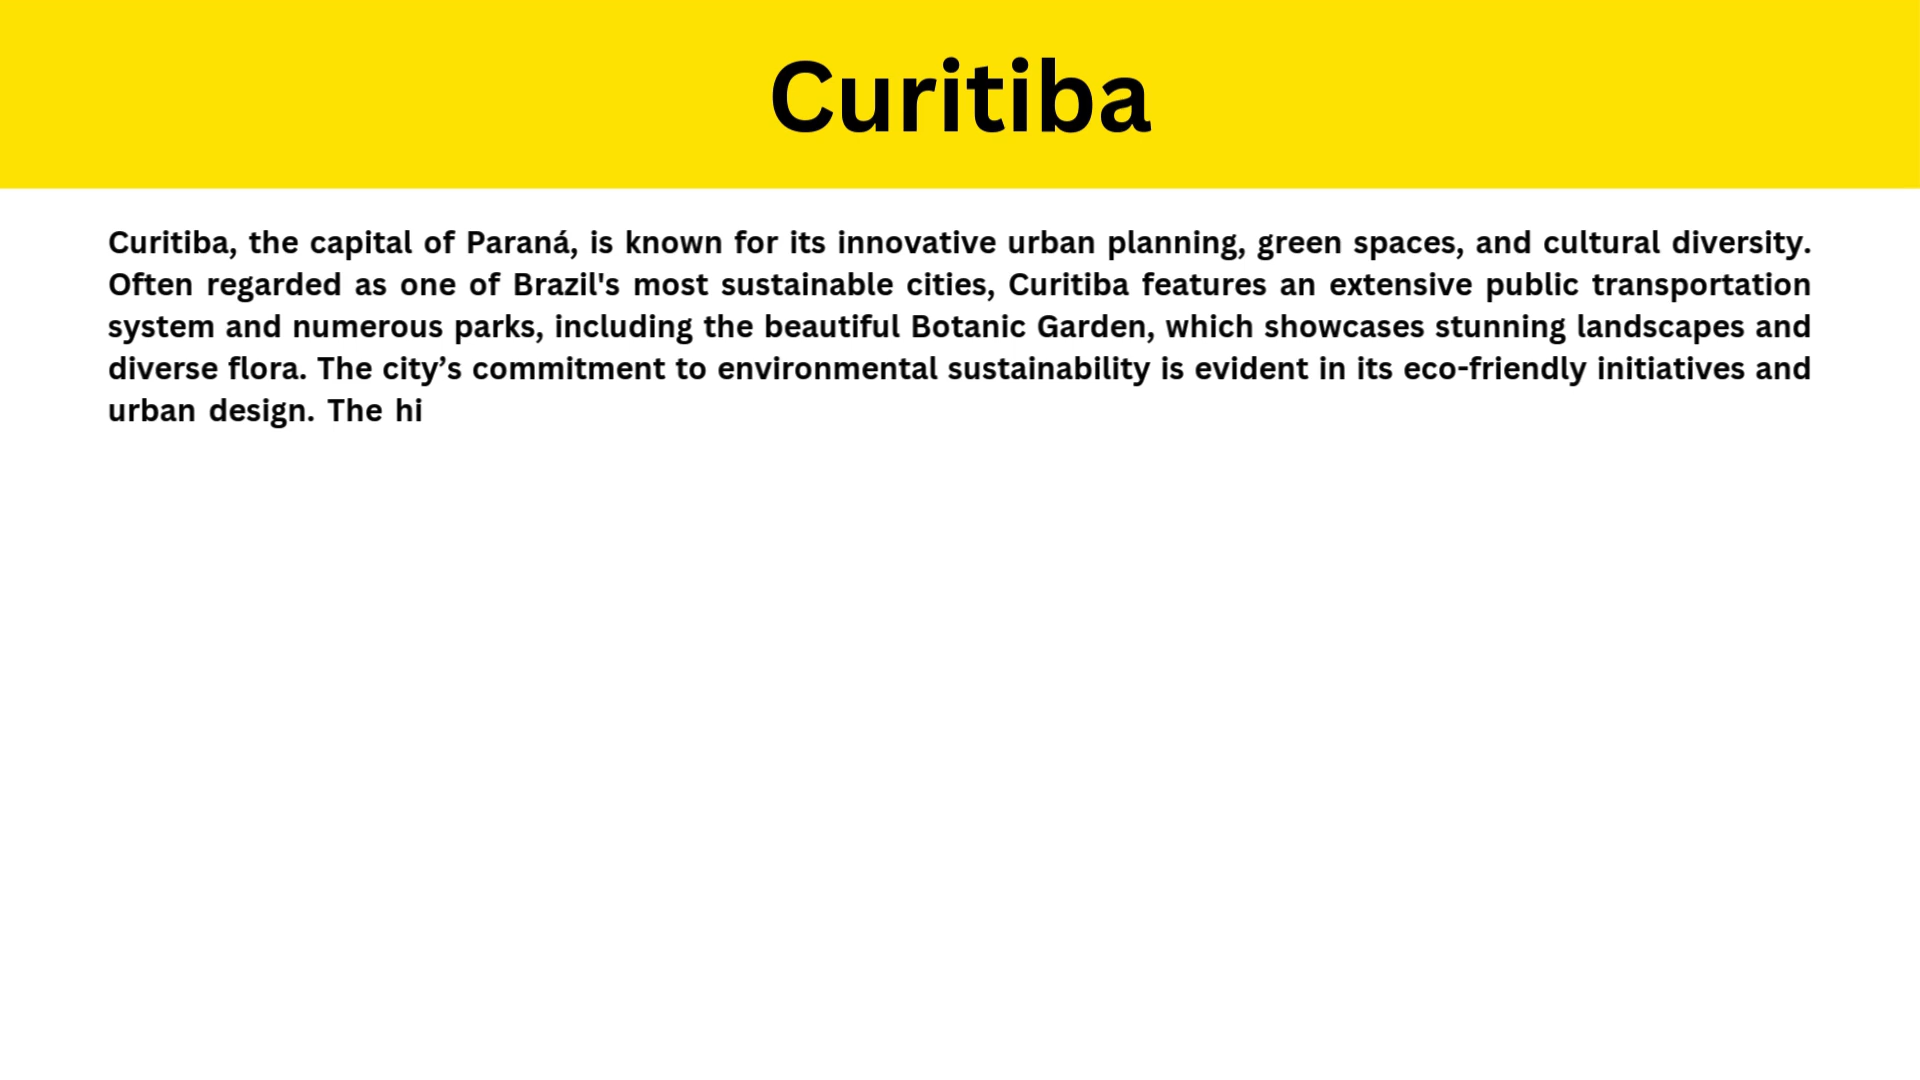 Curitiba
Curitiba, the capital of Paraná, is known for its innovative urban planning, green spaces, and cultural diversity.
Often regarded as one of Brazil's most sustainable cities, Curitiba features an extensive public transportation
system and numerous parks, including the beautiful Botanic Garden, which showcases stunning landscapes and
diverse flora. The city’s commitment to environmental sustainability is evident in its eco-friendly initiatives and
urban design. The hi